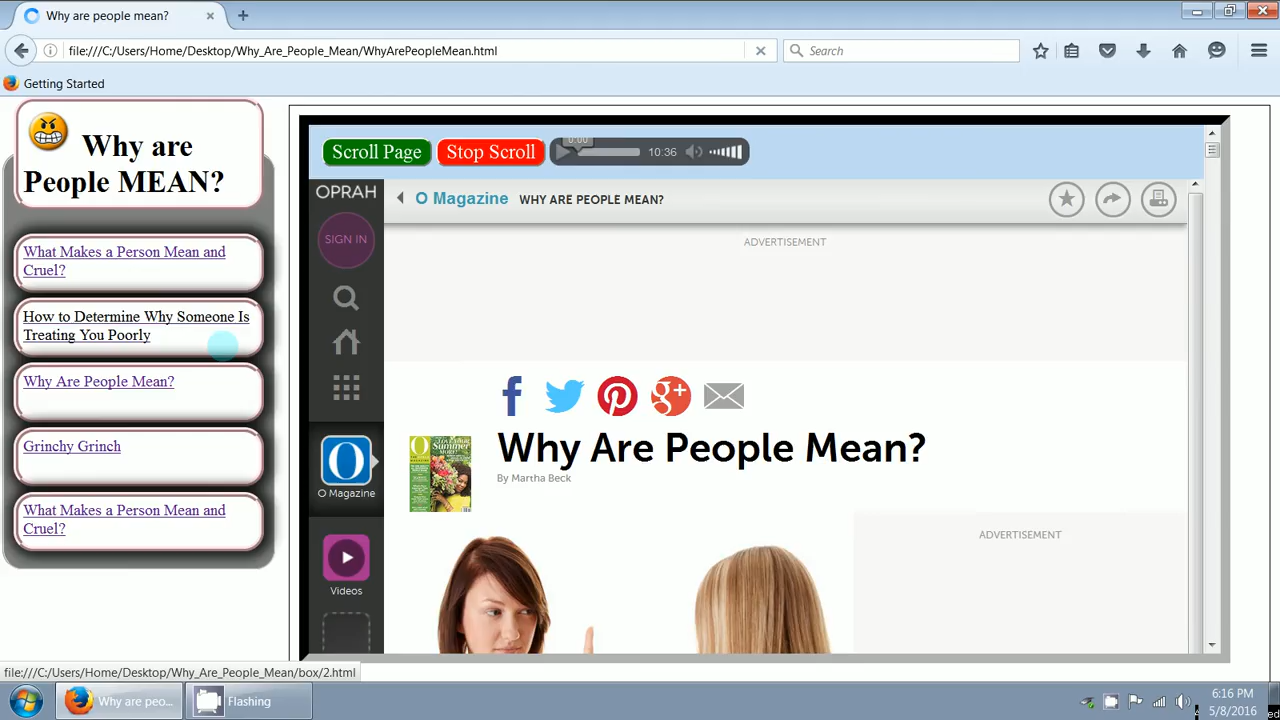 Why are people mean?
file:///C:/Users/Home/Desktop/Why_Are_People_Mean/WhyArePeopleMean.html
Search
Getting Started
Why are
People MEAN?
What Makes a Person Mean and
Cruel?
How to Determine Why Someone Is
Treating You Poorly
Why Are People Mean?
Grinchy Grinch
What Makes a Person Mean and
Cruel?
Scroll Page
Stop Scroll
0:00
10:36
OPRAH
O Magazine WHY ARE PEOPLE MEAN?
SIGN IN
ADVERTISEMENT
Why Are People Mean?
By Martha Beck
O Magazine
ADVERTISEMENT
Videos
file:///C:/Users/Home/Desktop/Why_Are_People_Mean/box/2.html
Why are peo...
Flashing
6:16 PM
5/8/2016